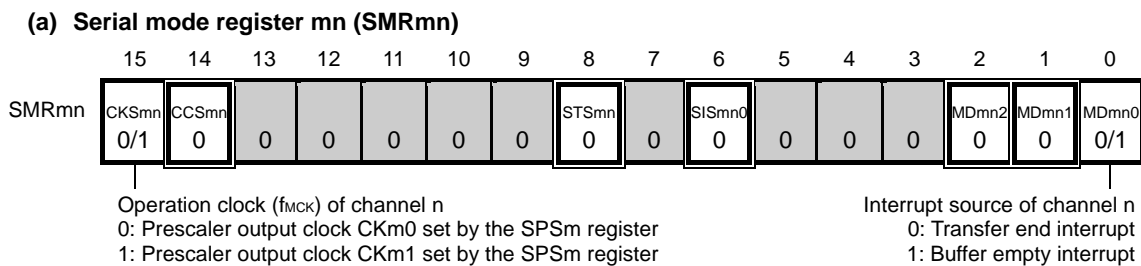 (a) Serial mode register mn (SMRmn)
15 14 13 12 11 10 9 8 7 6 5 4 3 2 1 0
SMRmn CKSmn CCSmn STSmn SISmn0 MDmn2 MDmn1 MDmn0
0/1 0 0 0 0 0 0 0 0 0 0 0 0 0 0 0/1
Operation clock (fMCK) of channel n
0: Prescaler output clock CKm0 set by the SPSm register
1: Prescaler output clock CKm1 set by the SPSm register
Interrupt source of channel n
0: Transfer end interrupt
1: Buffer empty interrupt